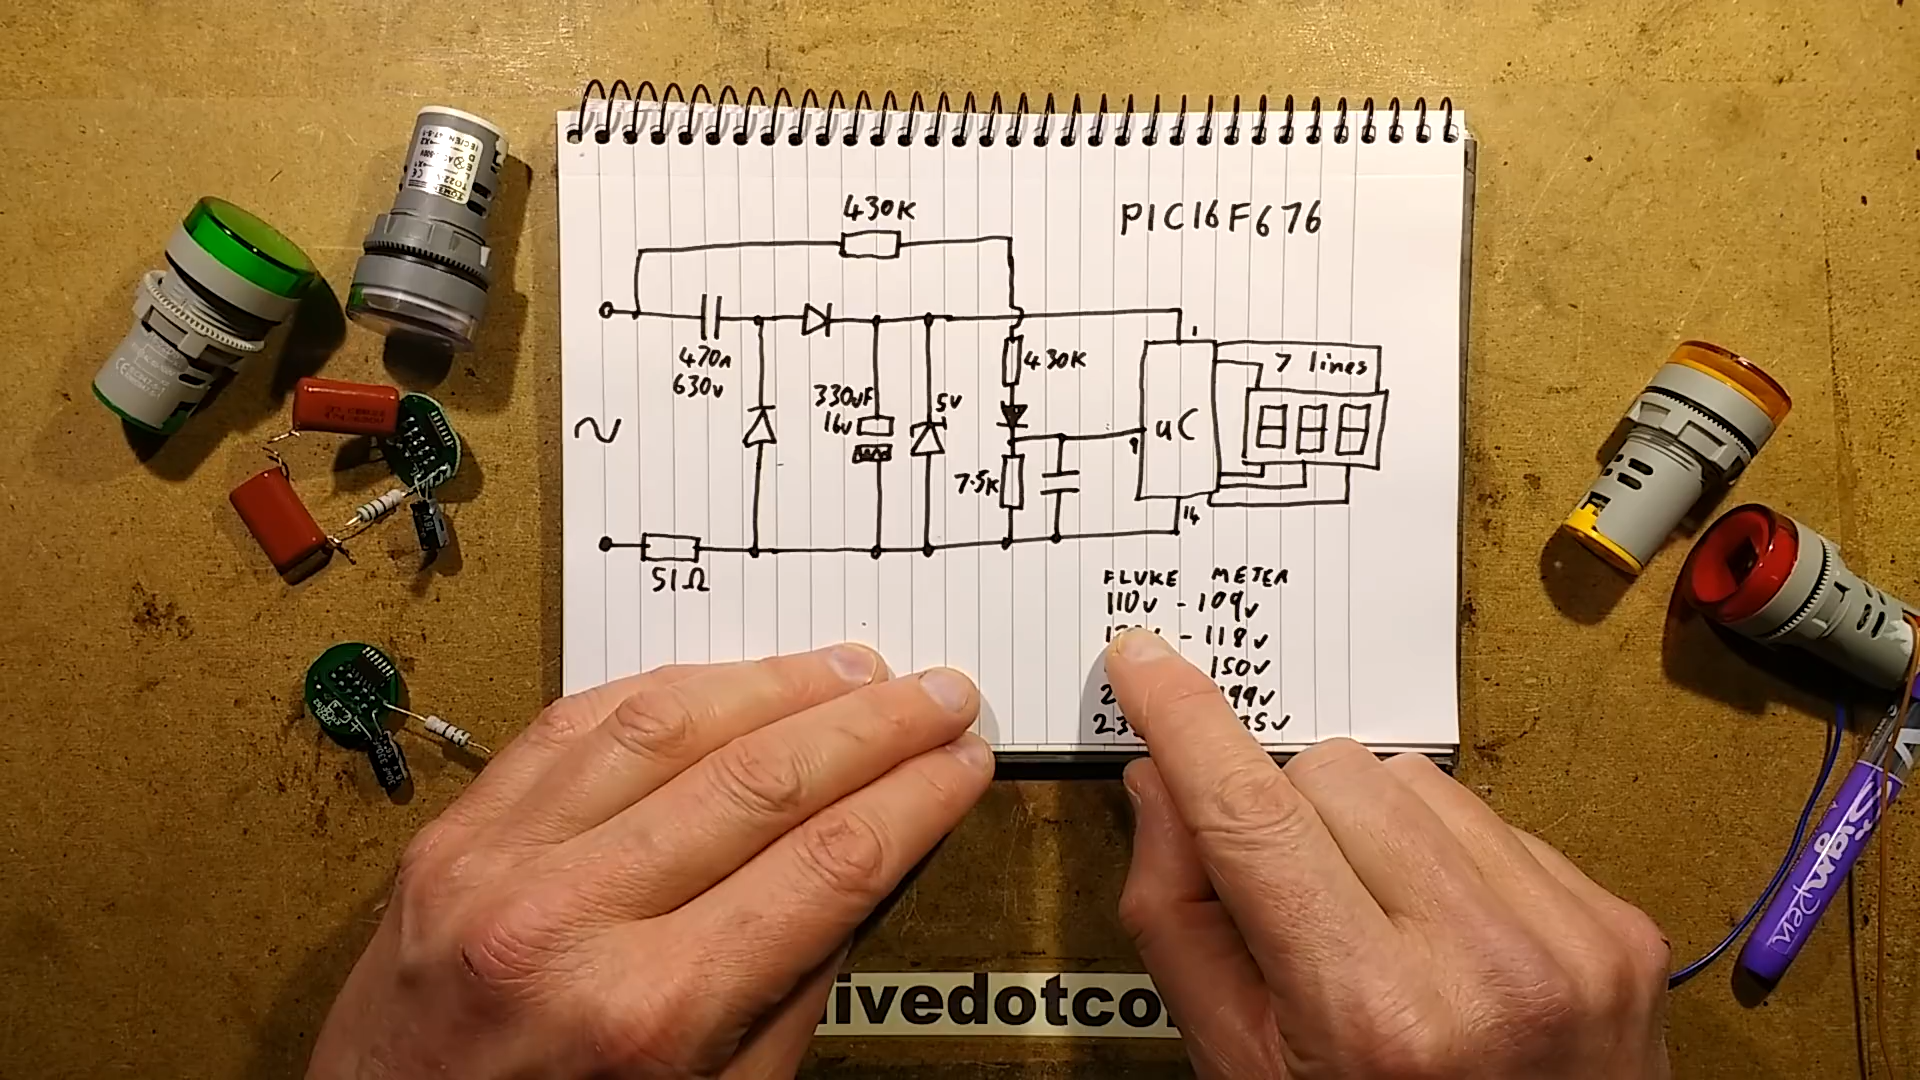 430K
PIC16F676
470n
630v
330uF
16v
5v
430K
7.5K
uC
1
9
14
7 lines
51Ω
FLUKE METER
110v - 109v
- 118v
150v
199v
35v
ivedotco